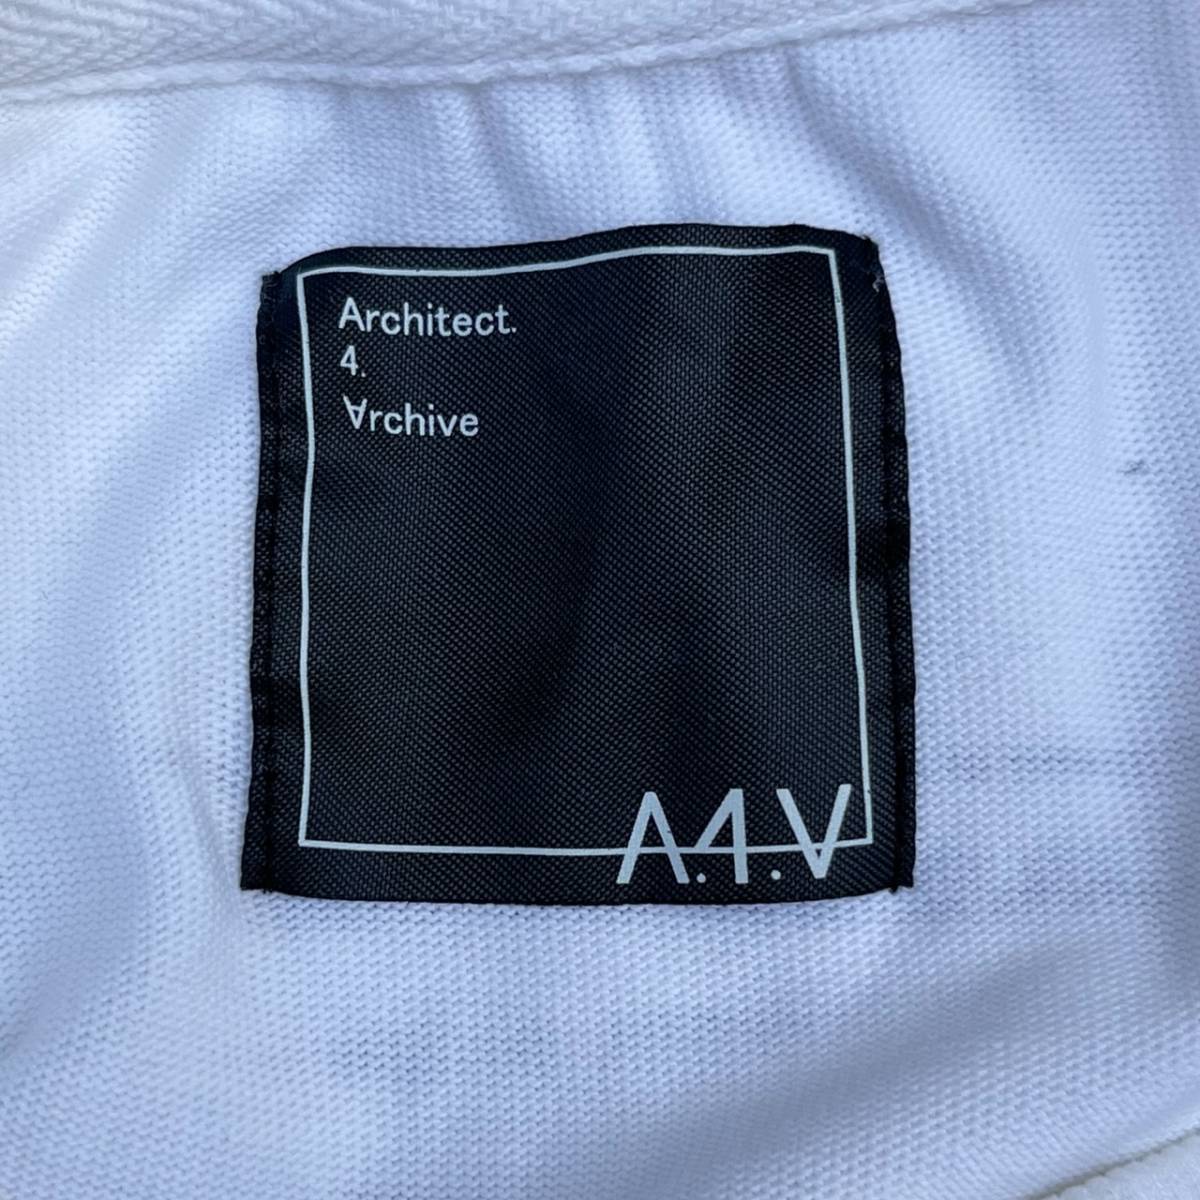 Architect.
4.
∀rchive
A.4.V